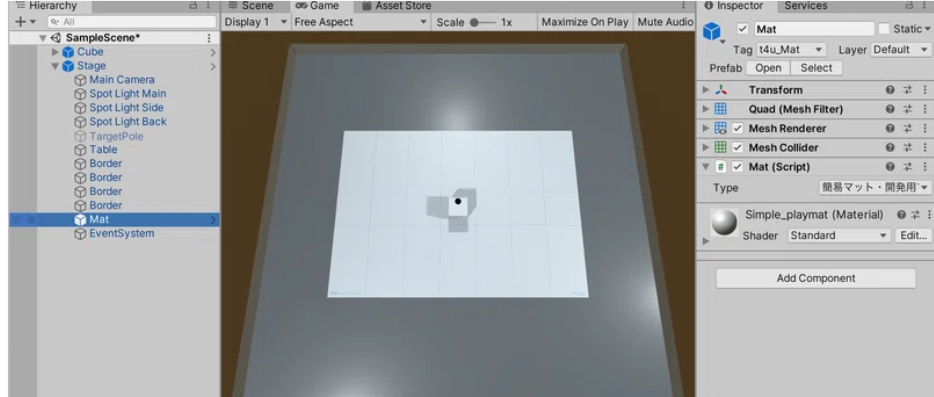 Hierarchy
All
SampleScene*
Cube
Stage
Main Camera
Spot Light Main
Spot Light Side
Spot Light Back
TargetPole
Table
Border
Border
Border
Border
Mat
EventSystem
Scene
Game
Asset Store
Display 1
Free Aspect
Scale
1x
Maximize On Play
Mute Audio
Inspector
Services
Mat
Static
Tag
t4u_Mat
Layer
Default
Prefab
Open
Select
Transform
Quad (Mesh Filter)
Mesh Renderer
Mesh Collider
Mat (Script)
Type
簡易マット・開発用
Simple_playmat (Material)
Shader
Standard
Edit...
Add Component